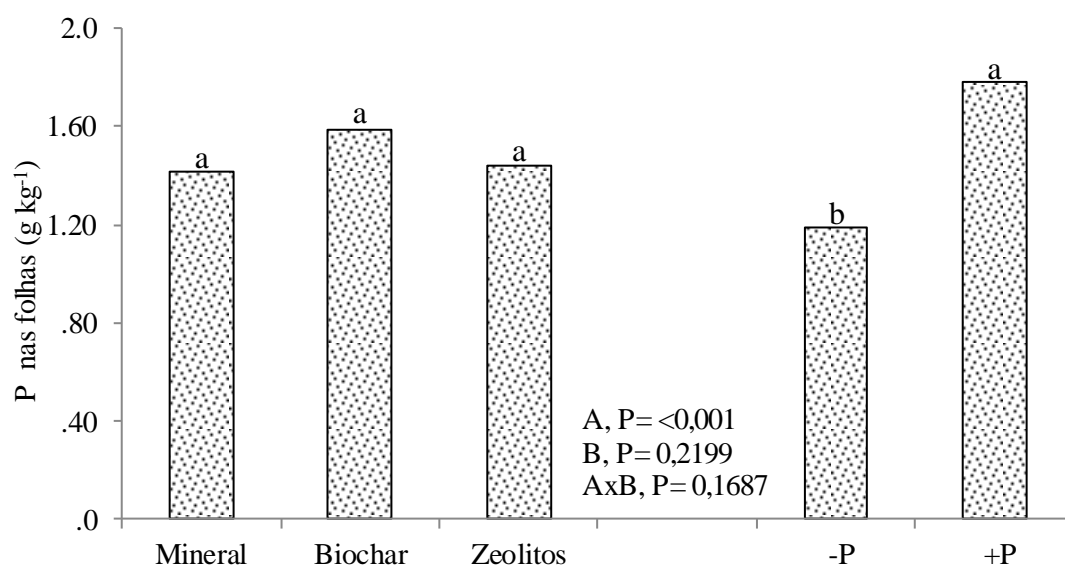 2.0
1.60
1.20
.80
.40
.0
P nas folhas (g kg-1)
a
a
a
b
a
A, P= <0,001
B, P= 0,2199
AxB, P= 0,1687
Mineral
Biochar
Zeolitos
-P
+P